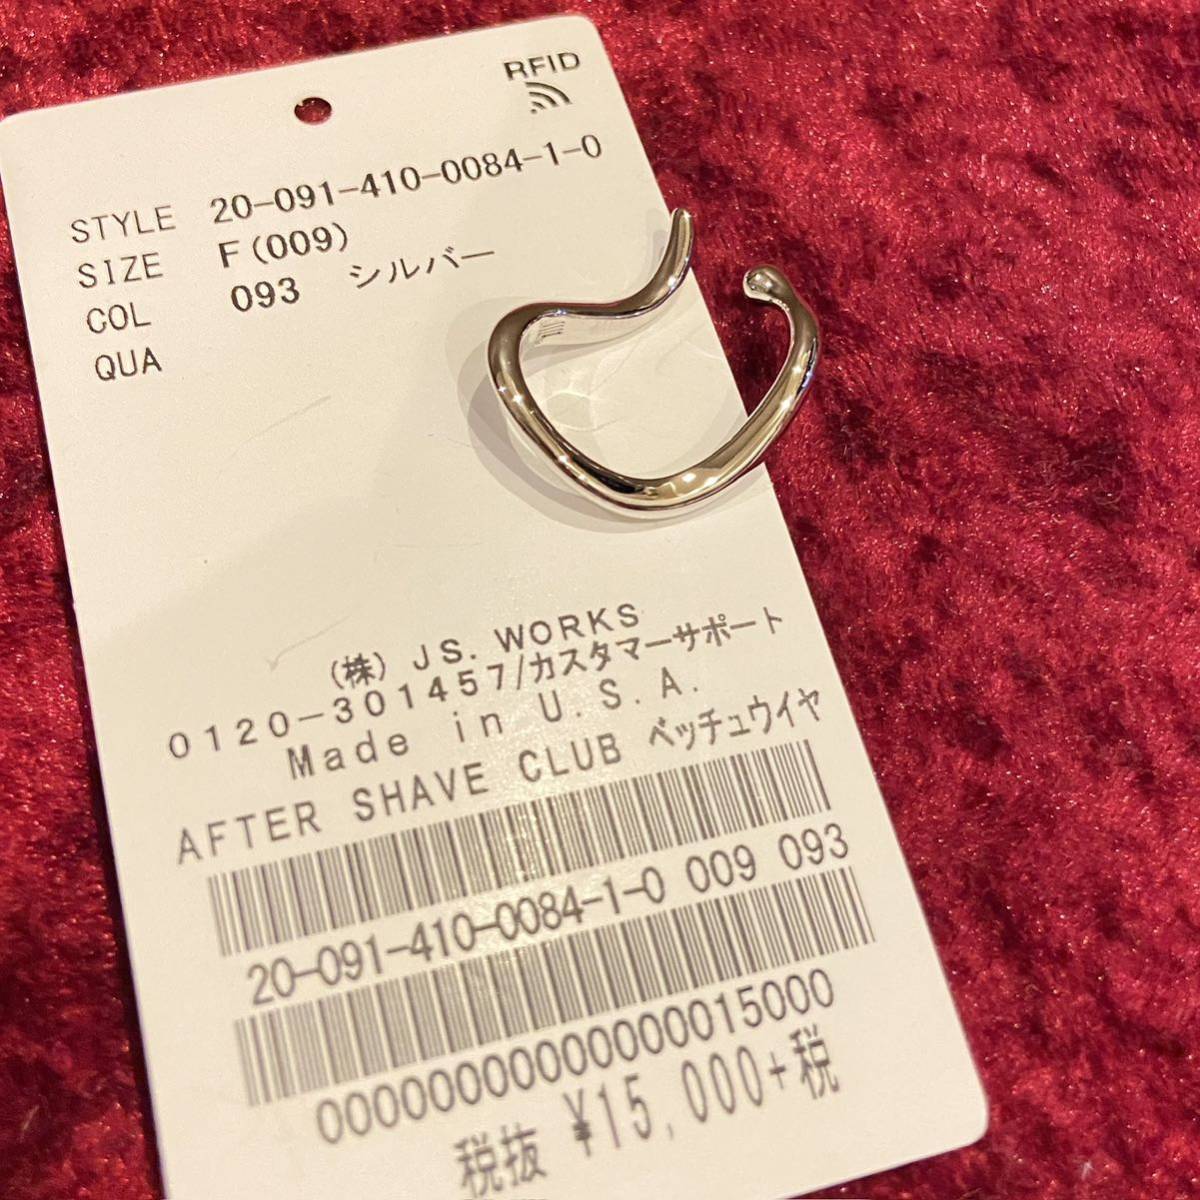 RFID
STYLE 20-091-410-0084-1-0
SIZE F(009)
COL 093 シルバー
QUA
(株) JS. WORKS
0120-301457/カスタマーサポート
Made in U.S.A.
AFTER SHAVE CLUB ベッチュウイヤ
20-091-410-0084-1-0 009 093
000000000000015000
税抜 ¥15,000+税